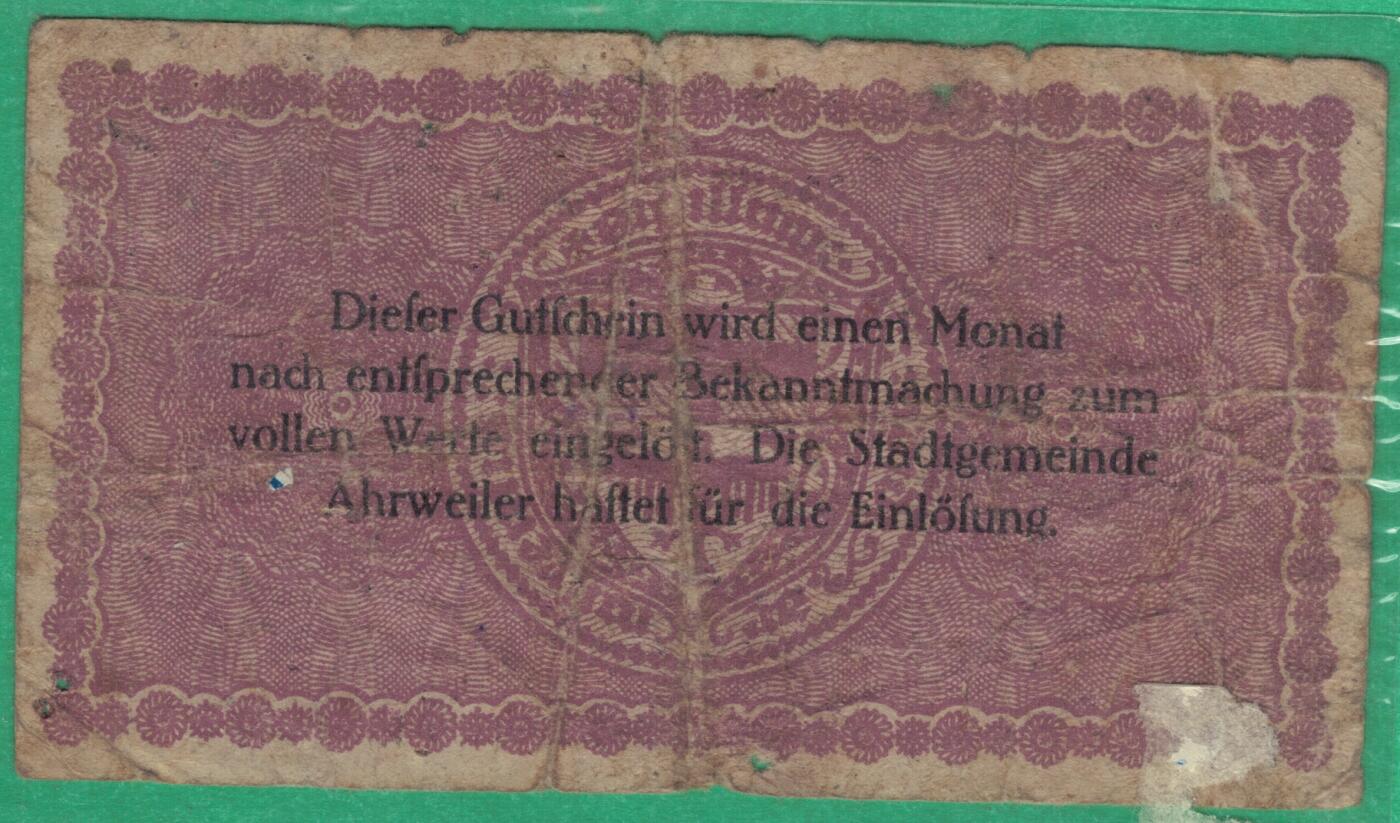 Dieſer Gutſchein wird einen Monat
nach entſprechender Bekanntmachung zum
vollen Werte eingelöſt. Die Stadtgemeinde
Ahrweiler haftet für die Einlöſung.